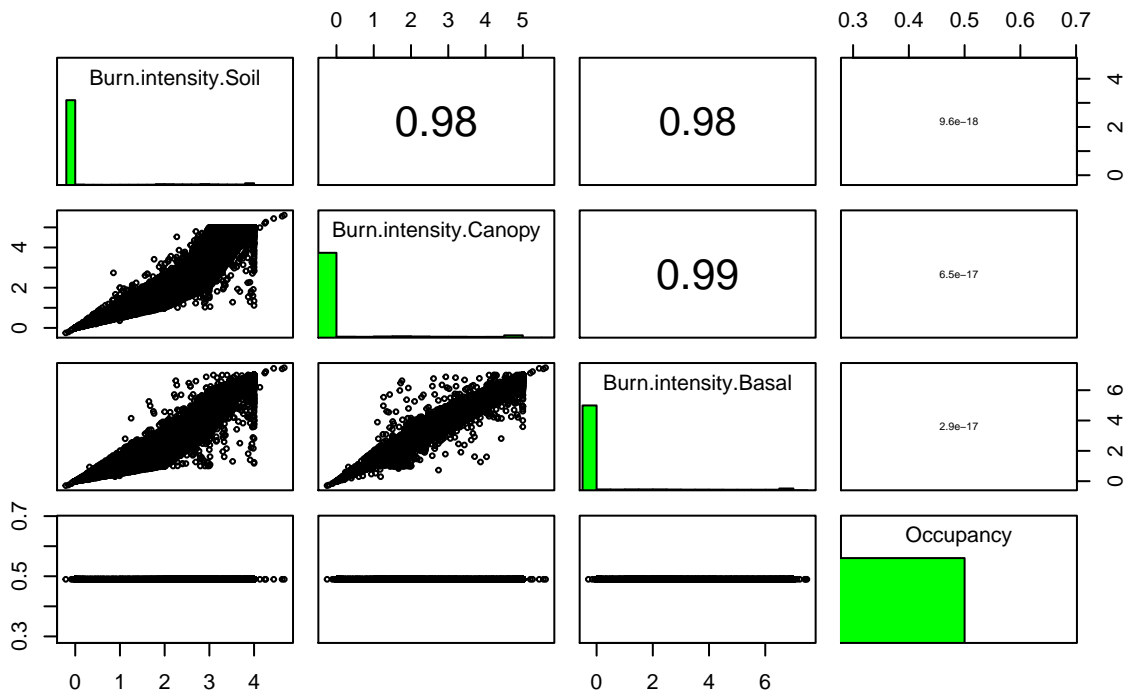 0 1 2 3 4 5
0.3 0.4 0.5 0.6 0.7
Burn.intensity.Soil
0.98
0.98
9.6e−18
0 2 4
0 2 4
Burn.intensity.Canopy
0.99
6.5e−17
Burn.intensity.Basal
2.9e−17
0 2 4 6
0.3 0.5 0.7
Occupancy
0 1 2 3 4
0 2 4 6